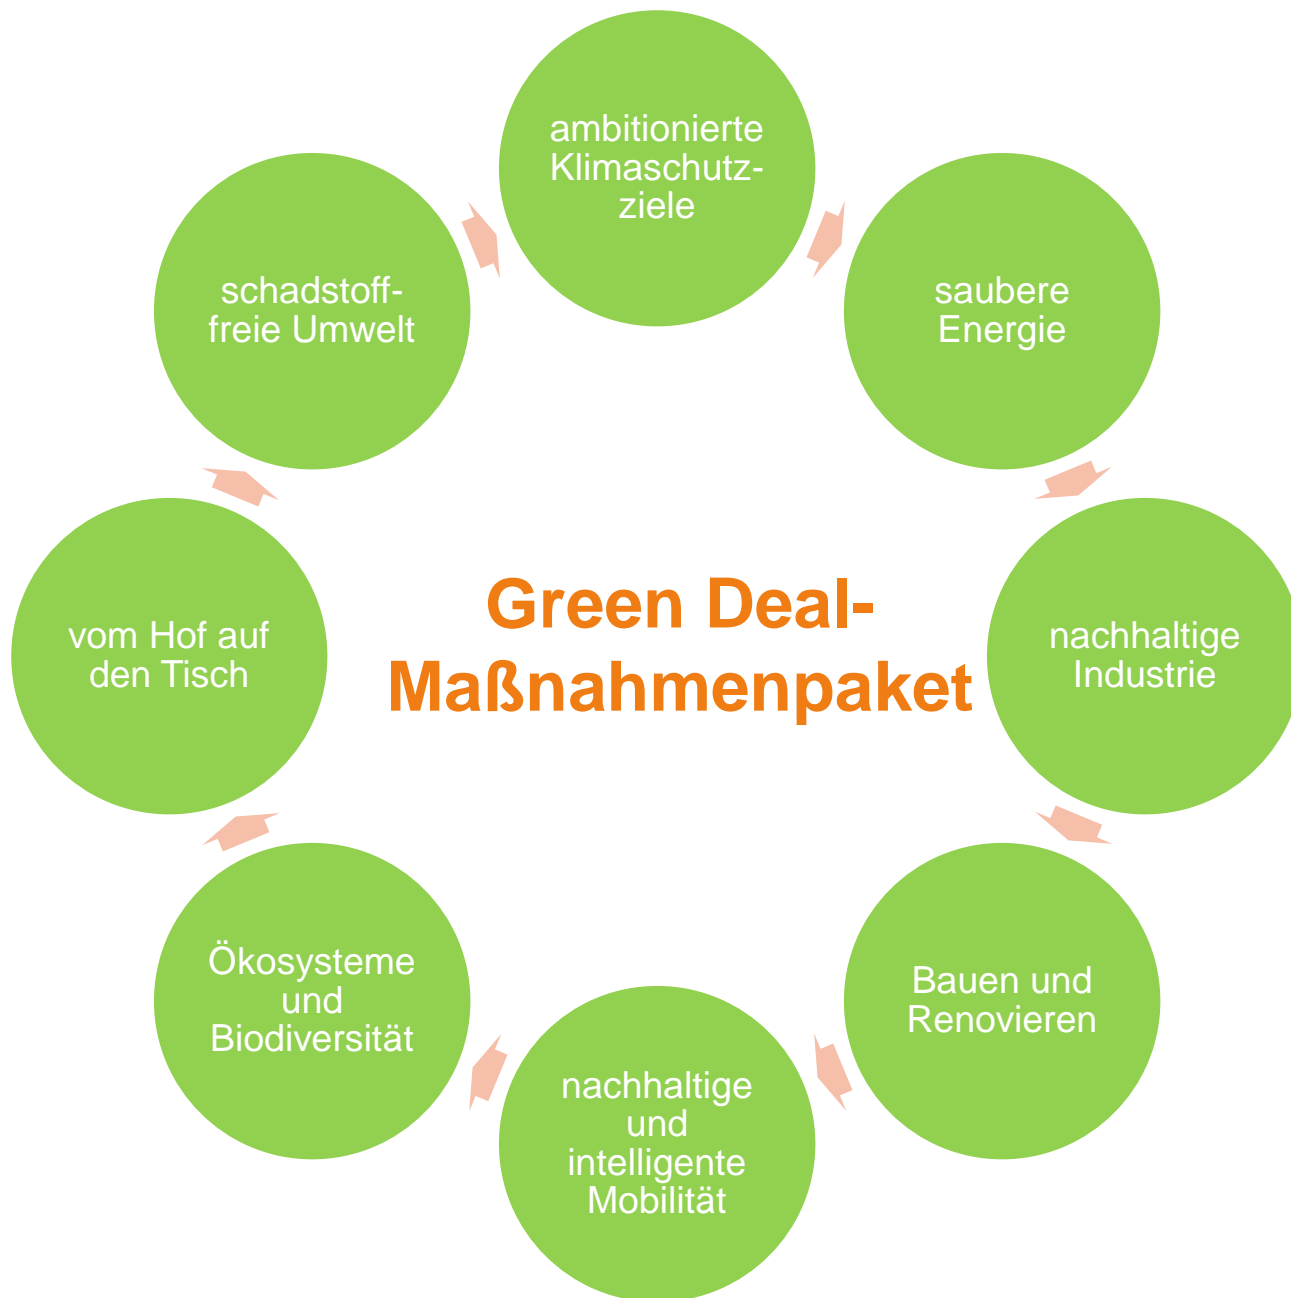 ambitionierte
Klimaschutz-
ziele
saubere
Energie
nachhaltige
Industrie
Bauen und
Renovieren
nachhaltige
und
intelligente
Mobilität
Ökosysteme
und
Biodiversität
vom Hof auf
den Tisch
schadstoff-
freie Umwelt
Green Deal-
Maßnahmenpaket